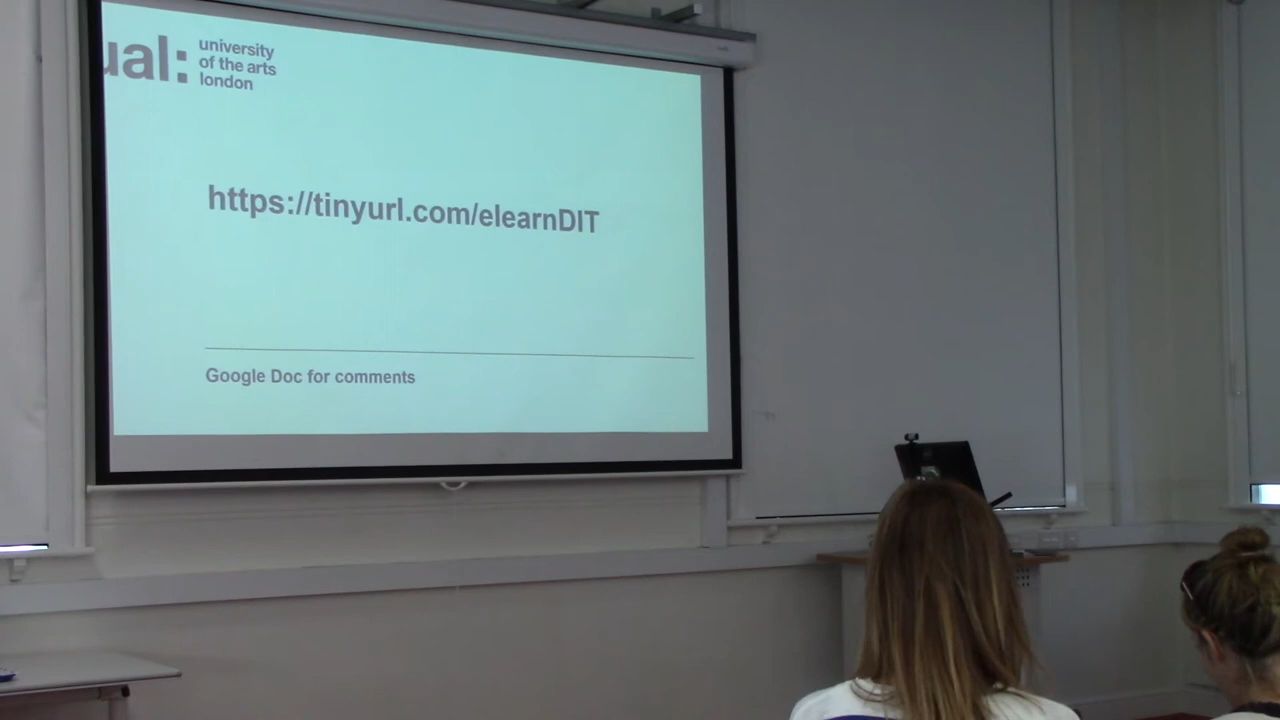 ual:
university
of the arts
london
https://tinyurl.com/elearnDIT
Google Doc for comments